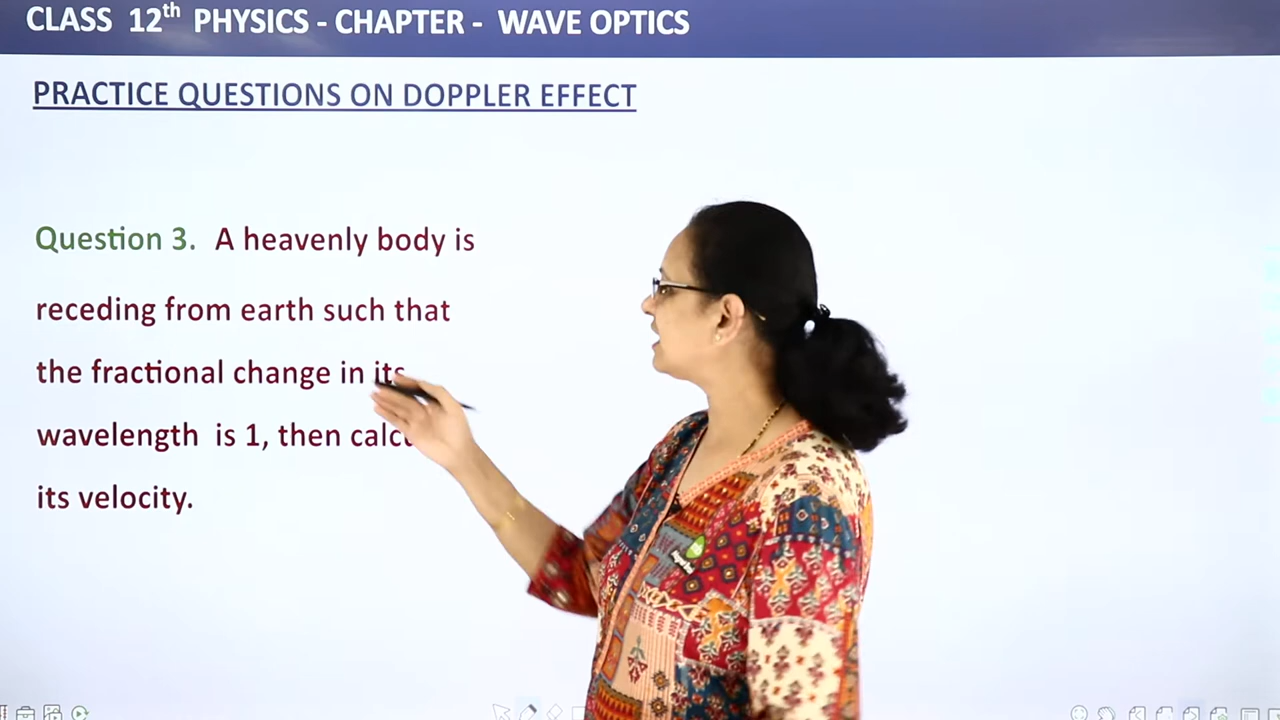 CLASS 12th PHYSICS - CHAPTER - WAVE OPTICS
PRACTICE QUESTIONS ON DOPPLER EFFECT
Question 3. A heavenly body is
receding from earth such that
the fractional change in its
wavelength is 1, then
its velocity.